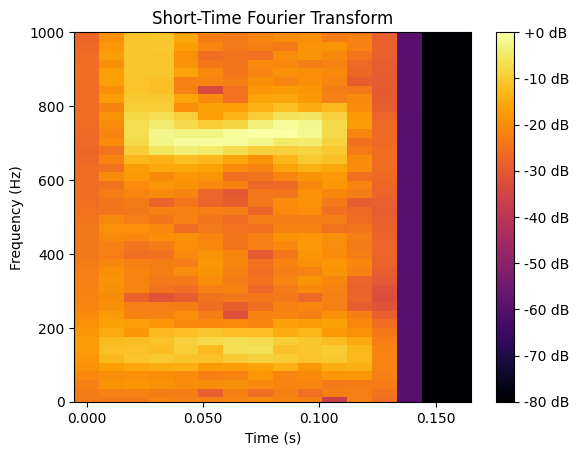 Short-Time Fourier Transform
1000
800
600
400
200
0
Frequency (Hz)
0.000
0.050
0.100
0.150
Time (s)
+0 dB
-10 dB
-20 dB
-30 dB
-40 dB
-50 dB
-60 dB
-70 dB
-80 dB